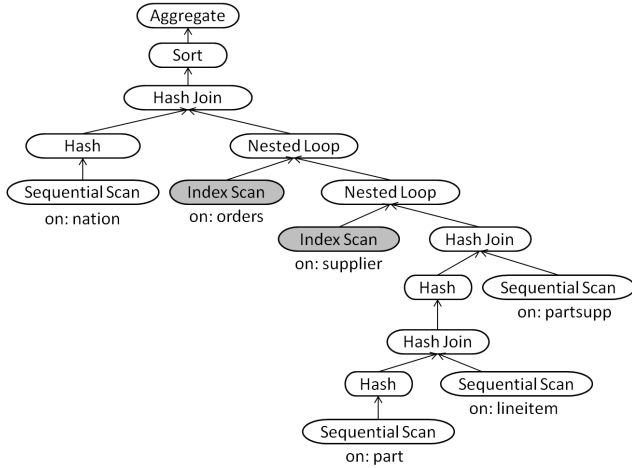 Aggregate
Sort
Hash Join
Hash
Nested Loop
Sequential Scan
on: nation
Index Scan
on: orders
Nested Loop
Index Scan
on: supplier
Hash Join
Hash
Sequential Scan
on: partsupp
Hash Join
Hash
Sequential Scan
on: lineitem
Sequential Scan
on: part